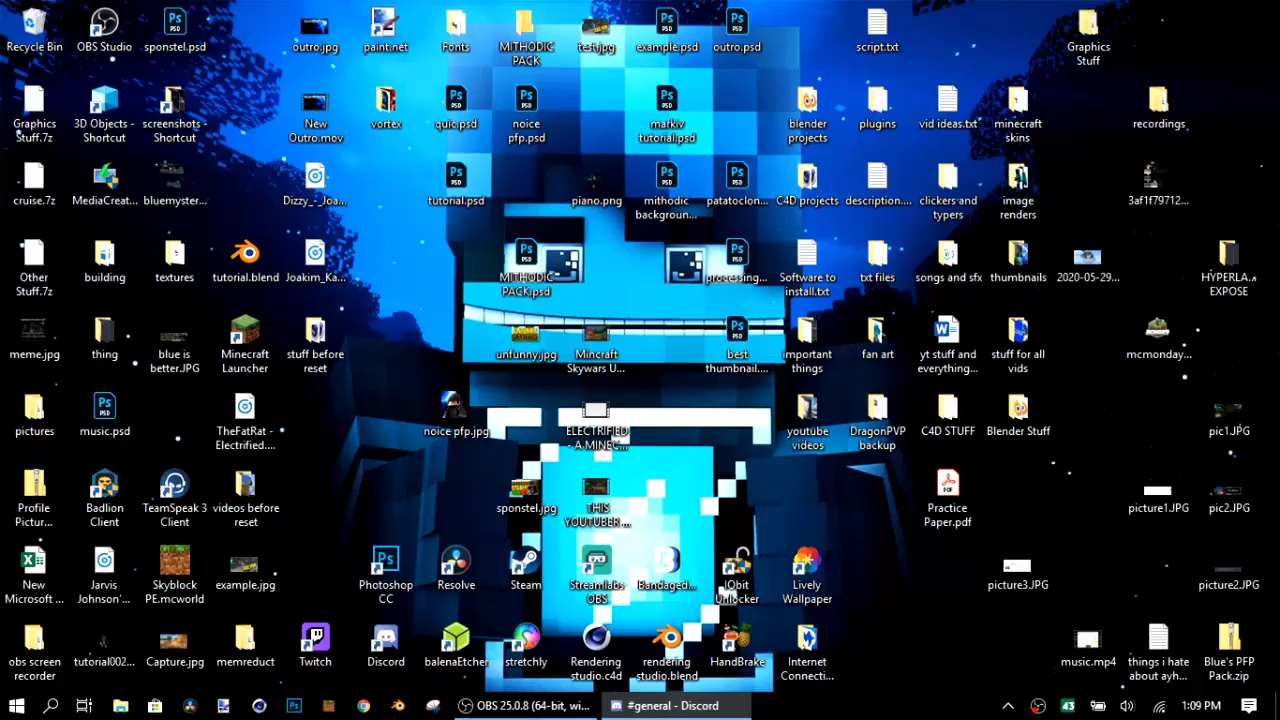 Recycle Bin
OBS Studio
sponstel.psd
outro.jpg
paint.net
Fonts
MITHODIC
PACK
test.jpg
example.psd
outro.psd
script.txt
Graphics
Stuff
Graphics
Stuff.7z
3D Objects -
Shortcut
screenshots -
Shortcut
New
Outro.mov
vortex
quic.psd
noice
pfp.psd
markiv
tutorial.psd
blender
projects
plugins
vid ideas.txt
minecraft
skins
recordings
cruise.7z
MediaCreat...
bluemyster...
Dizzy_-_Joa...
tutorial.psd
piano.png
mithodic
backgroun...
patatoclon...
C4D projects
description....
clickers and
typers
image
renders
3af1f79712...
Other
Stuff.7z
building
textures
tutorial.blend
Joakim_Ka...
MITHODIC
PACK.psd
processing...
Software to
install.txt
txt files
songs and sfx
thumbnails
2020-05-29...
HYPERLA...
EXPOSE
meme.jpg
thing
blue is
better.JPG
Minecraft
Launcher
stuff before
reset
unfunny.jpg
Mincraft
Skywars U...
best
thumbnail....
important
things
fan art
yt stuff and
everything...
stuff for all
vids
mcmonday...
pictures
music.psd
TheFatRat -
Electrified....
noice pfp.jpg
ELECTRIFIED
- A MINEC...
youtube
videos
DragonPVP
backup
C4D STUFF
Blender Stuff
pic1.JPG
Profile
Pictur...
Badlion
Client
TeamSpeak 3
Client
videos before
reset
sponstel.jpg
THIS
YOUTUBER....
Practice
Paper.pdf
picture1.JPG
pic2.JPG
New
Microsoft ...
Jarvis
Johnson'...
Skyblock
PE.mcworld
example.jpg
Photoshop
CC
Resolve
Steam
Streamlabs
OBS
Bandaged...
IObit
Unlocker
Lively
Wallpaper
picture3.JPG
picture2.JPG
obs screen
recorder
tutorial002...
Capture.jpg
memreduct
Twitch
Discord
balenaEtcher
stretchly
Rendering
studio.c4d
rendering
studio.blend
HandBrake
Internet
Connecti...
music.mp4
things i hate
about ayh...
Blue's PFP
Pack.zip
OBS 25.0.8 (64-bit, wi...
#general - Discord
43
1:09 PM